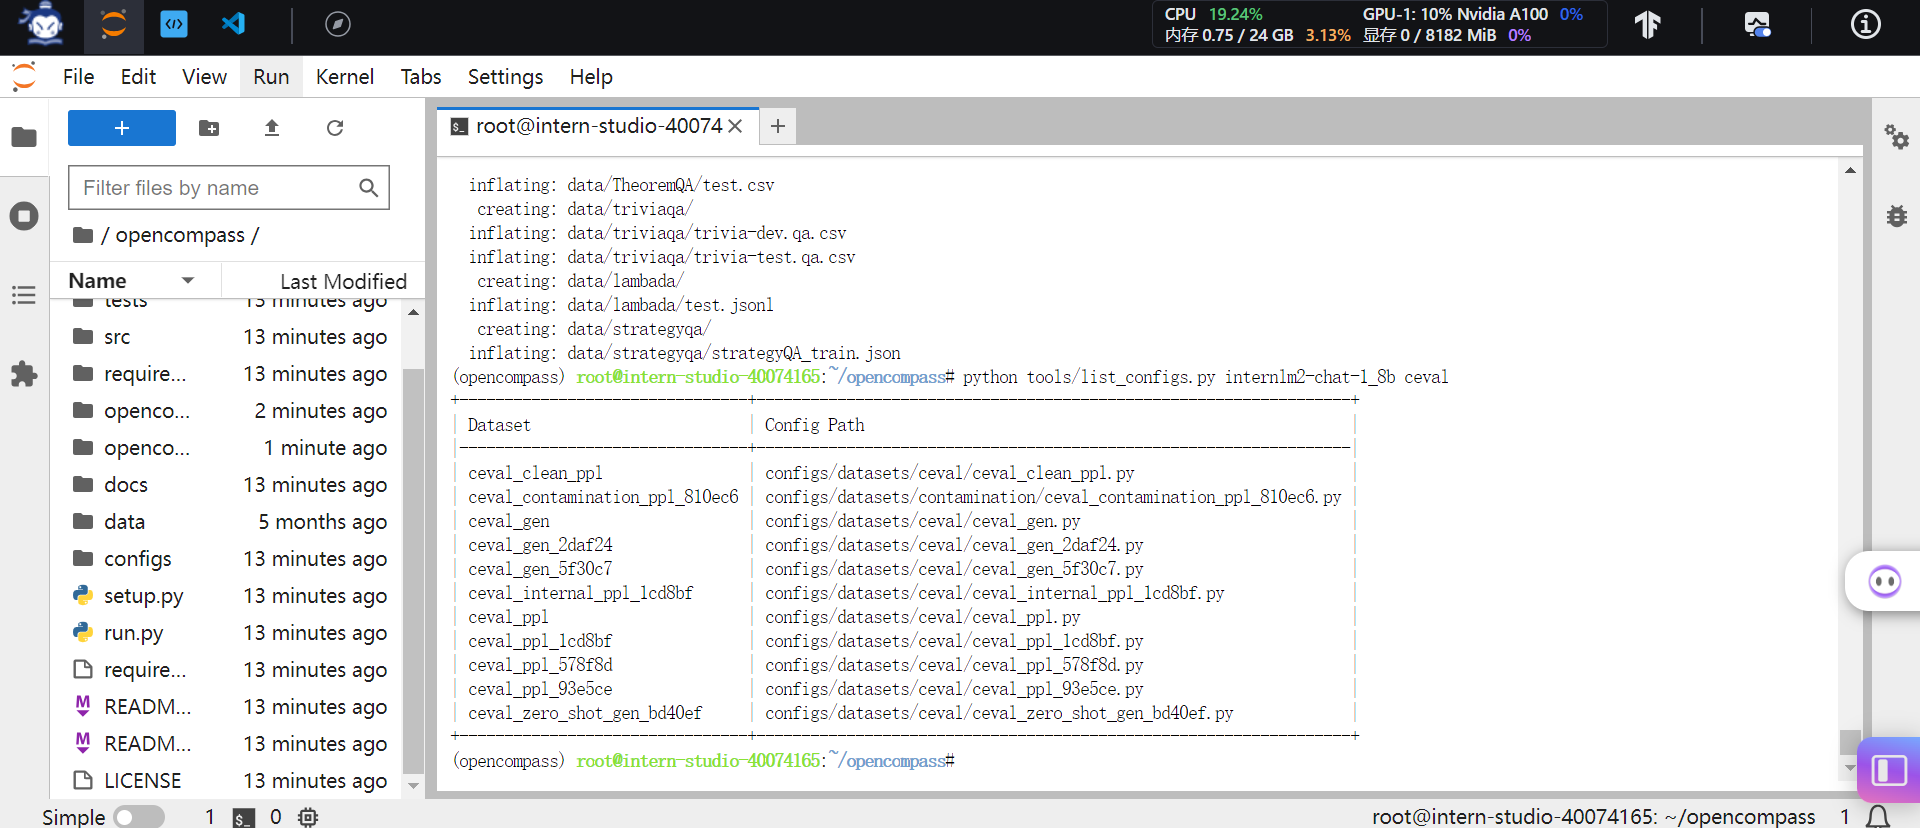 CPU 19.24% GPU-1: 10% Nvidia A100 0%
内存 0.75 / 24 GB 3.13% 显存 0 / 8182 MiB 0%
File Edit View Run Kernel Tabs Settings Help
root@intern-studio-40074
Filter files by name
/ opencompass /
Name Last Modified
tests 13 minutes ago
src 13 minutes ago
require... 13 minutes ago
openco... 2 minutes ago
openco... 1 minute ago
docs 13 minutes ago
data 5 months ago
configs 13 minutes ago
setup.py 13 minutes ago
run.py 13 minutes ago
require... 13 minutes ago
READM... 13 minutes ago
READM... 13 minutes ago
LICENSE 13 minutes ago
inflating: data/TheoremQA/test.csv
creating: data/triviaqa/
inflating: data/triviaqa/trivia-dev.qa.csv
inflating: data/triviaqa/trivia-test.qa.csv
creating: data/lambada/
inflating: data/lambada/test.jsonl
creating: data/strategyqa/
inflating: data/strategyqa/strategyQA_train.json
(opencompass) root@intern-studio-40074165:~/opencompass# python tools/list_configs.py internlm2-chat-1_8b ceval
Dataset Config Path
ceval_clean_ppl configs/datasets/ceval/ceval_clean_ppl.py
ceval_contamination_ppl_810ec6 configs/datasets/contamination/ceval_contamination_ppl_810ec6.py
ceval_gen configs/datasets/ceval/ceval_gen.py
ceval_gen_2daf24 configs/datasets/ceval/ceval_gen_2daf24.py
ceval_gen_5f30c7 configs/datasets/ceval/ceval_gen_5f30c7.py
ceval_internal_ppl_1cd8bf configs/datasets/ceval/ceval_internal_ppl_1cd8bf.py
ceval_ppl configs/datasets/ceval/ceval_ppl.py
ceval_ppl_1cd8bf configs/datasets/ceval/ceval_ppl_1cd8bf.py
ceval_ppl_578f8d configs/datasets/ceval/ceval_ppl_578f8d.py
ceval_ppl_93e5ce configs/datasets/ceval/ceval_ppl_93e5ce.py
ceval_zero_shot_gen_bd40ef configs/datasets/ceval/ceval_zero_shot_gen_bd40ef.py
(opencompass) root@intern-studio-40074165:~/opencompass#
Simple 1 0 root@intern-studio-40074165: ~/opencompass 1